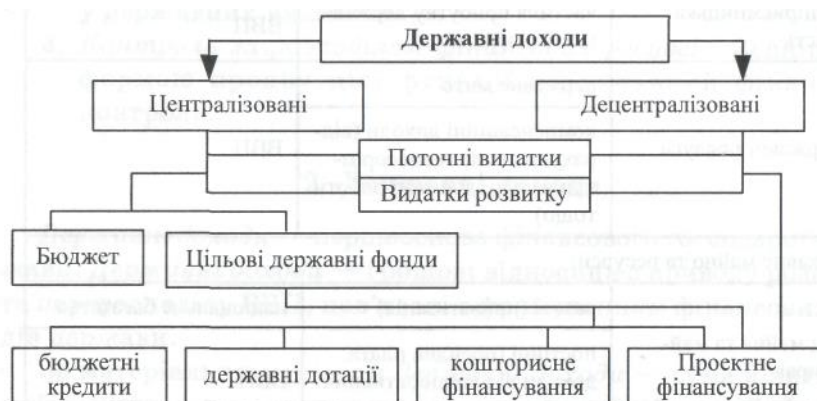 Державні доходи
Централізовані
Децентралізовані
Поточні видатки
Видатки розвитку
Бюджет
Цільові державні фонди
бюджетні
кредити
державні дотації
кошторисне
фінансування
Проектне
фінансування